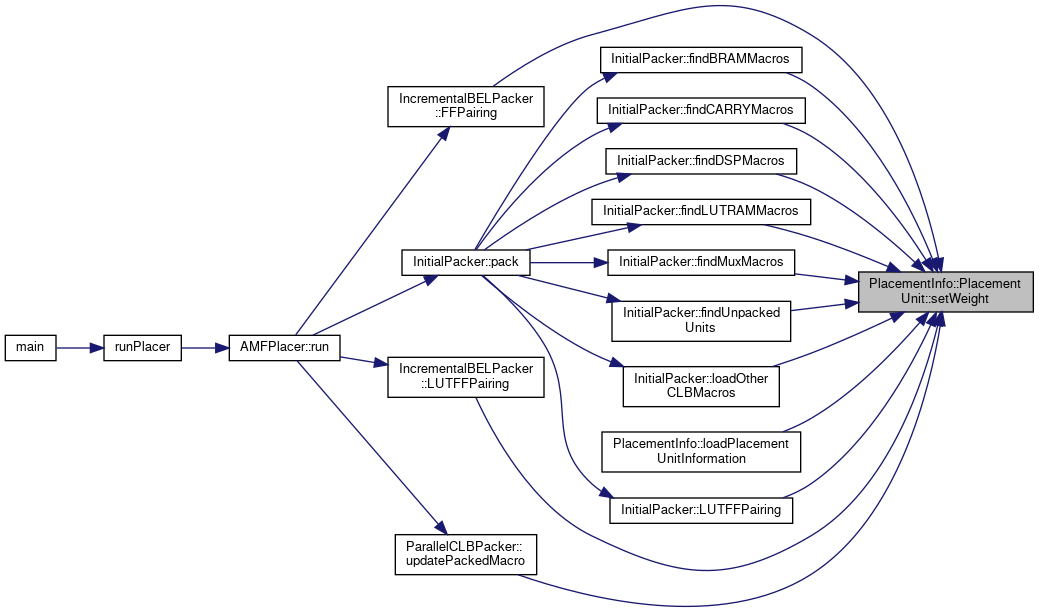 InitialPacker::findBRAMMacros
IncrementalBELPacker
::FFPairing
InitialPacker::findCARRYMacros
InitialPacker::findDSPMacros
InitialPacker::findLUTRAMMacros
InitialPacker::pack
InitialPacker::findMuxMacros
PlacementInfo::Placement
Unit::setWeight
InitialPacker::findUnpacked
Units
main
runPlacer
AMFPlacer::run
IncrementalBELPacker
::LUTFFPairing
InitialPacker::loadOther
CLBMacros
PlacementInfo::loadPlacement
UnitInformation
InitialPacker::LUTFFPairing
ParallelCLBPacker::
updatePackedMacro